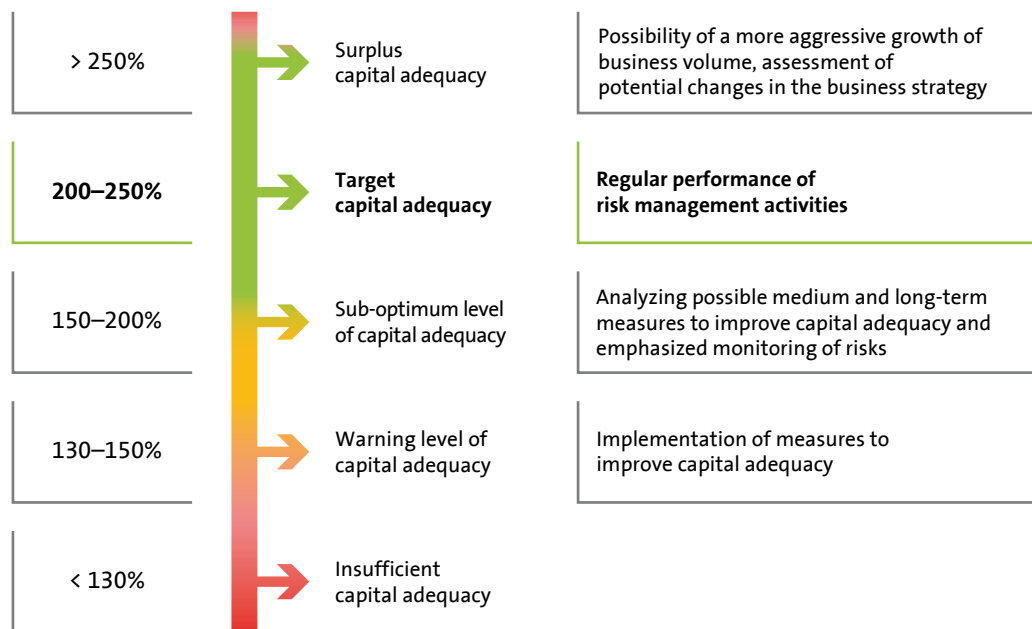 > 250%
Surplus
capital adequacy
Possibility of a more aggressive growth of
business volume, assessment of
potential changes in the business strategy
200–250%
Target
capital adequacy
Regular performance of
risk management activities
150–200%
Sub-optimum level
of capital adequacy
Analyzing possible medium and long-term
measures to improve capital adequacy and
emphasized monitoring of risks
130–150%
Warning level of
capital adequacy
Implementation of measures to
improve capital adequacy
< 130%
Insufficient
capital adequacy